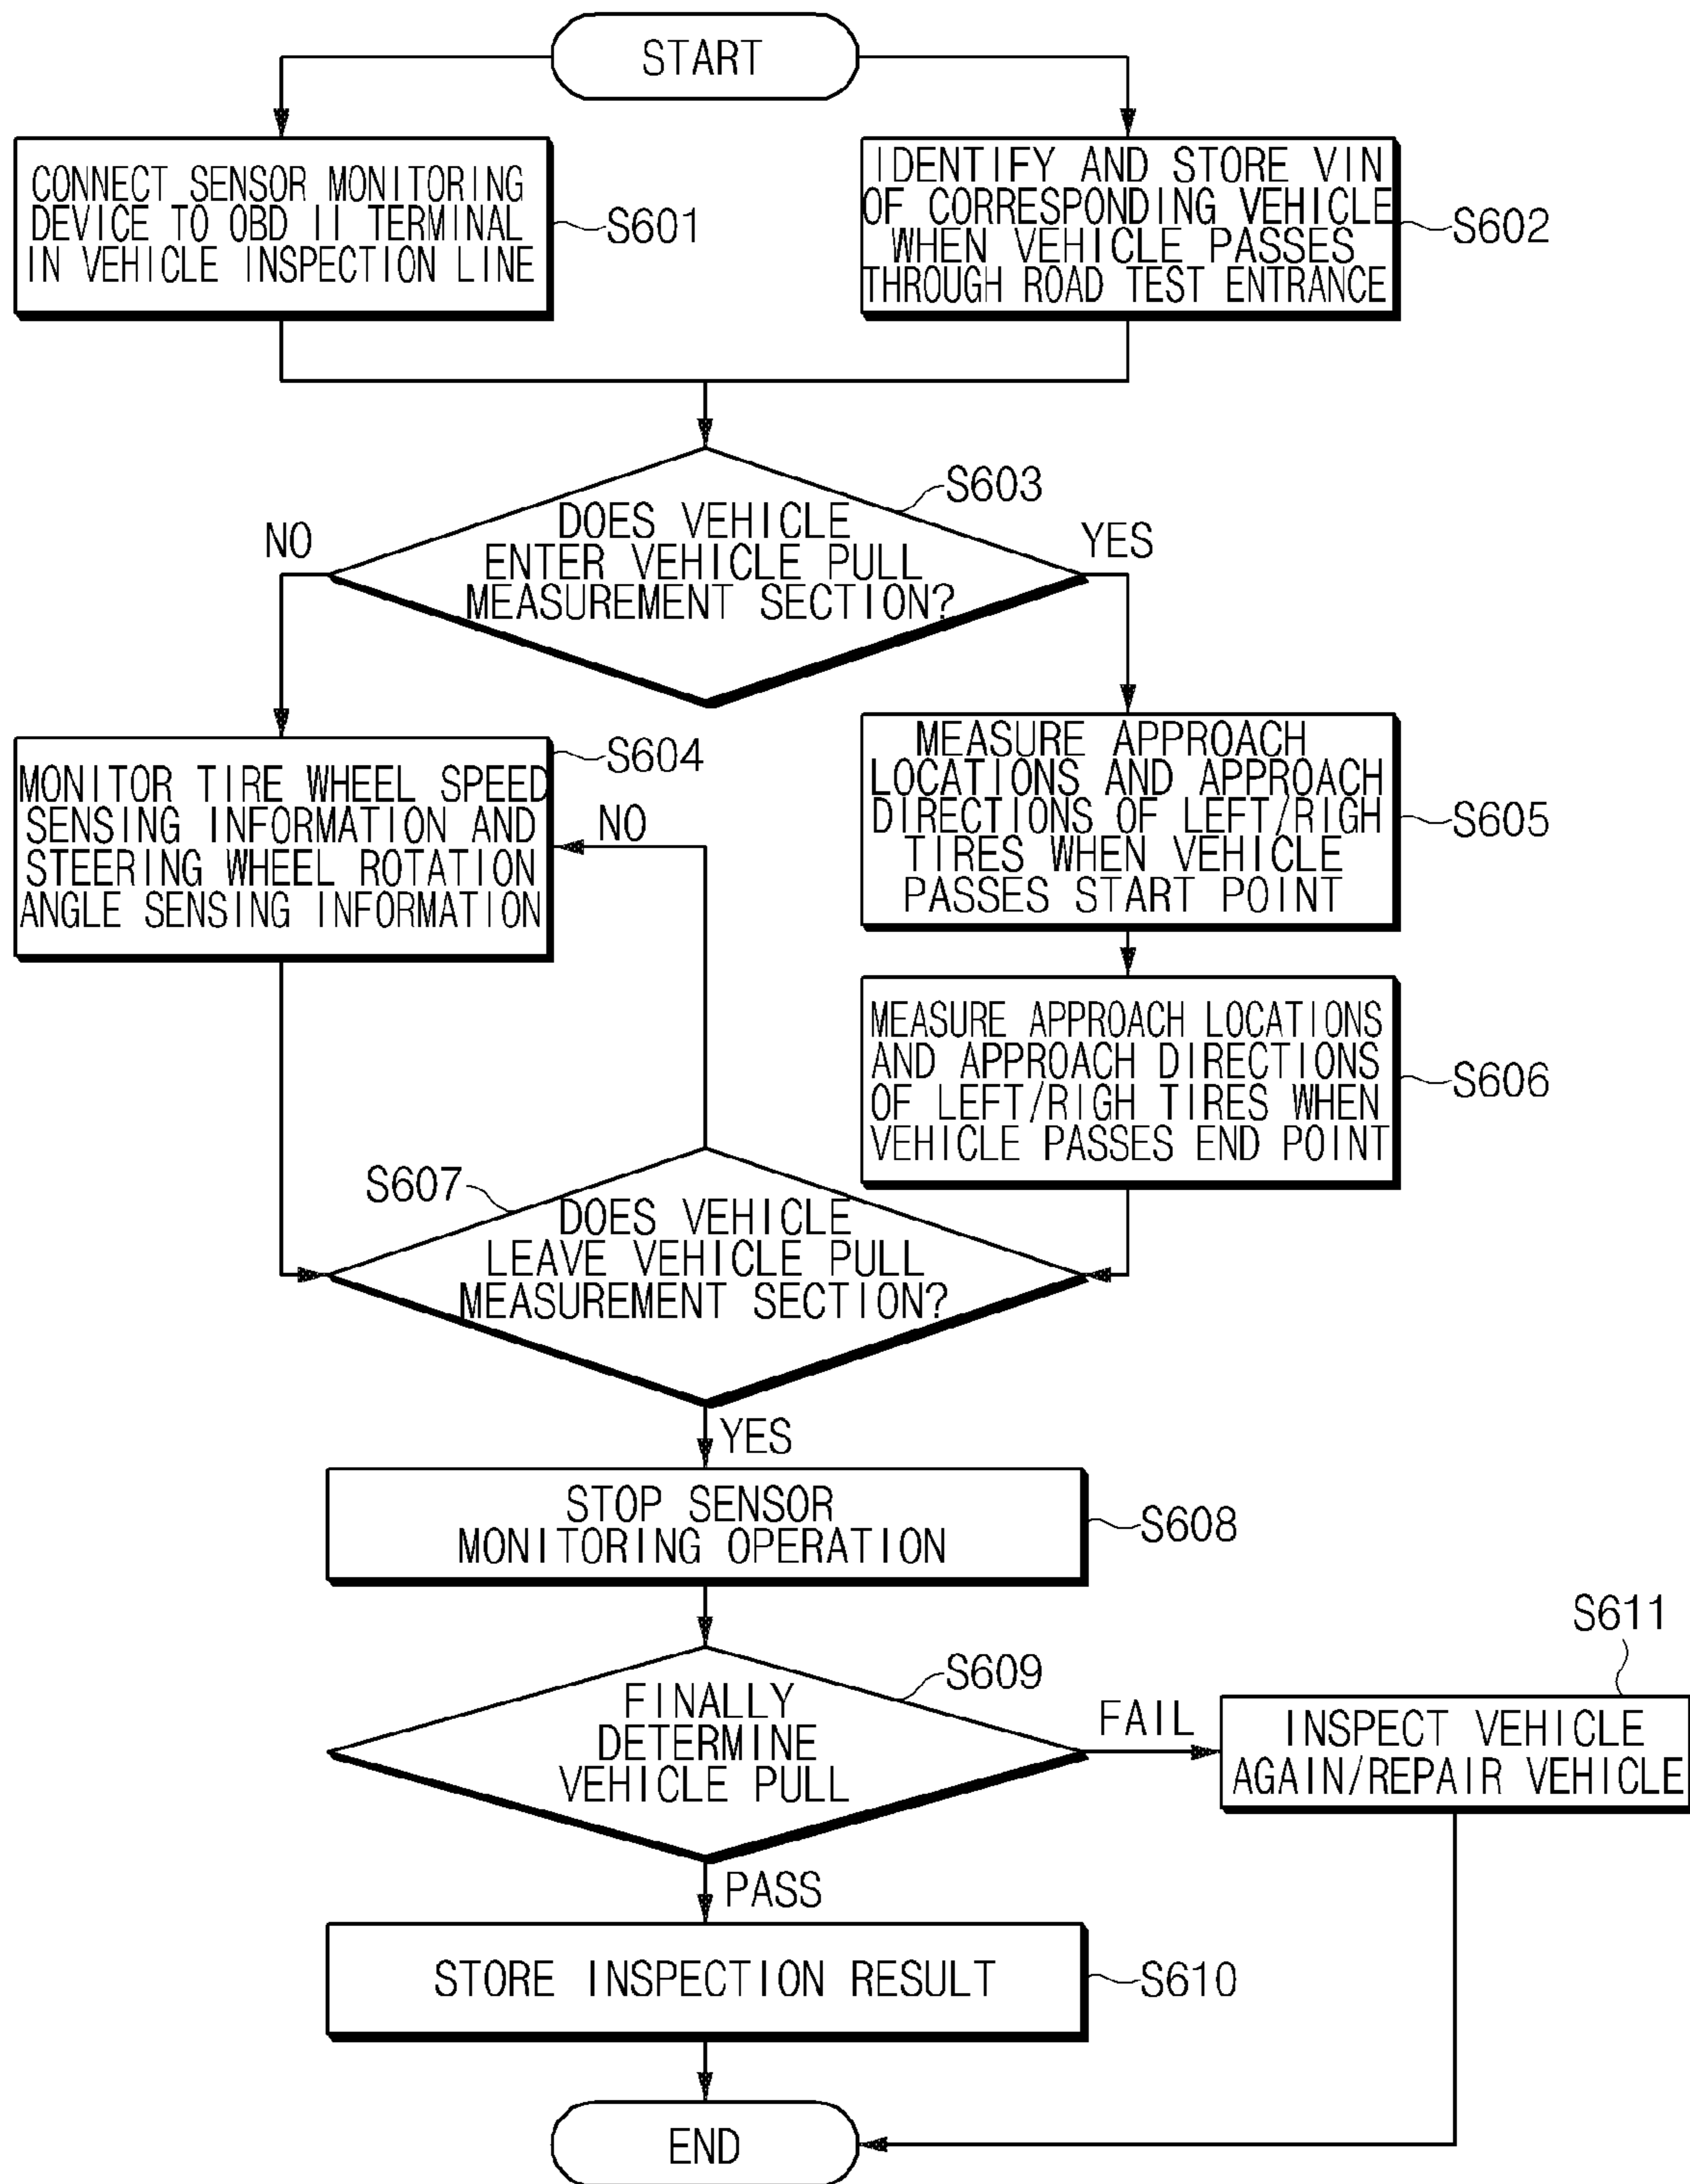 START
CONNECT SENSOR MONITORING
DEVICE TO OBD II TERMINAL
IN VEHICLE INSPECTION LINE
S601
IDENTIFY AND STORE VIN
OF CORRESPONDING VEHICLE
WHEN VEHICLE PASSES
THROUGH ROAD TEST ENTRANCE
S602
S603
DOES VEHICLE
ENTER VEHICLE PULL
MEASUREMENT SECTION?
NO
YES
S604
MONITOR TIRE WHEEL SPEED
SENSING INFORMATION AND
STEERING WHEEL ROTATION
ANGLE SENSING INFORMATION
NO
MEASURE APPROACH
LOCATIONS AND APPROACH
DIRECTIONS OF LEFT/RIGH
TIRES WHEN VEHICLE
PASSES START POINT
S605
MEASURE APPROACH LOCATIONS
AND APPROACH DIRECTIONS
OF LEFT/RIGH TIRES WHEN
VEHICLE PASSES END POINT
S606
S607
DOES VEHICLE
LEAVE VEHICLE PULL
MEASUREMENT SECTION?
YES
STOP SENSOR
MONITORING OPERATION
S608
S609
FINALLY
DETERMINE
VEHICLE PULL
FAIL
S611
INSPECT VEHICLE
AGAIN/REPAIR VEHICLE
PASS
STORE INSPECTION RESULT
S610
END